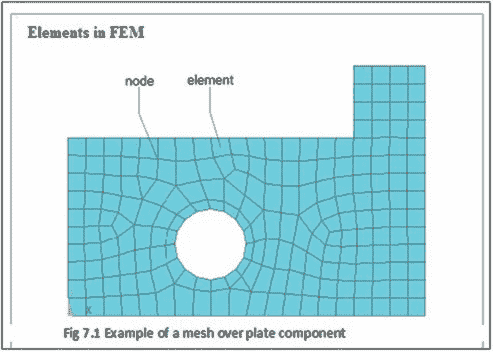 Elements in FEM
node element
X
Fig 7.1 Example of a mesh over plate component